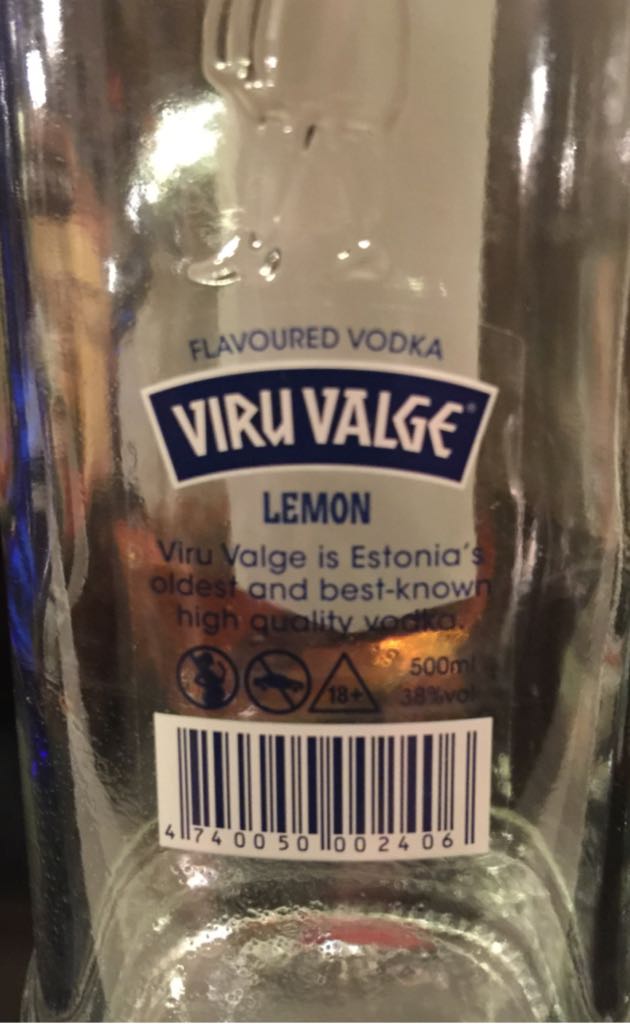 FLAVOURED VODKA
VIRU VALGE®
LEMON
Viru Valge is Estonia's
oldest and best-known
high quality vodka.
18+ 500ml
38%vol
4 740050 002406